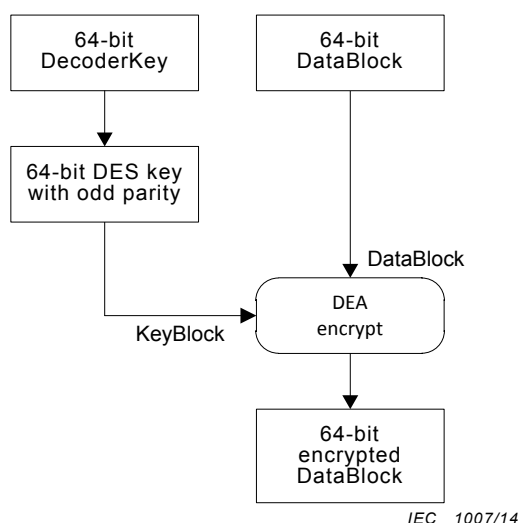 64-bit
DecoderKey
64-bit
DataBlock
64-bit DES key
with odd parity
DataBlock
KeyBlock
DEA
encrypt
64-bit
encrypted
DataBlock
IEC 1007/14